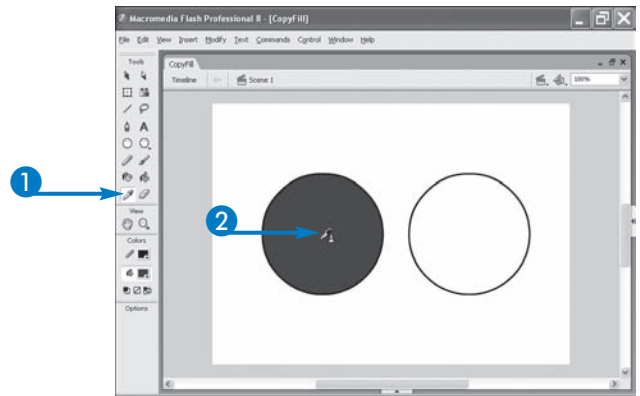 Macromedia Flash Professional 8 - [CopyFill]
File Edit View Insert Modify Text Commands Control Window Help
Tools
CopyFill
Timeline
Scene 1
100%
A
1
2
View
Colors
Options